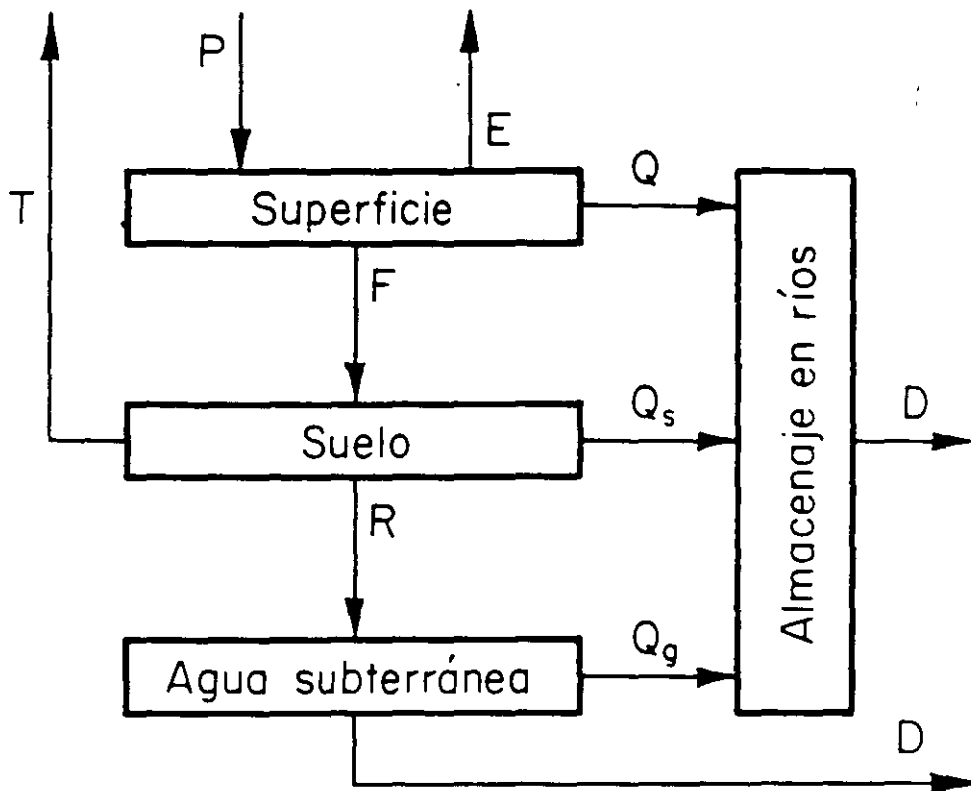 P
E
T
Superficie
Q
F
Suelo
Qs
R
Agua subterránea
Qg
Almacenaje en ríos
D
D